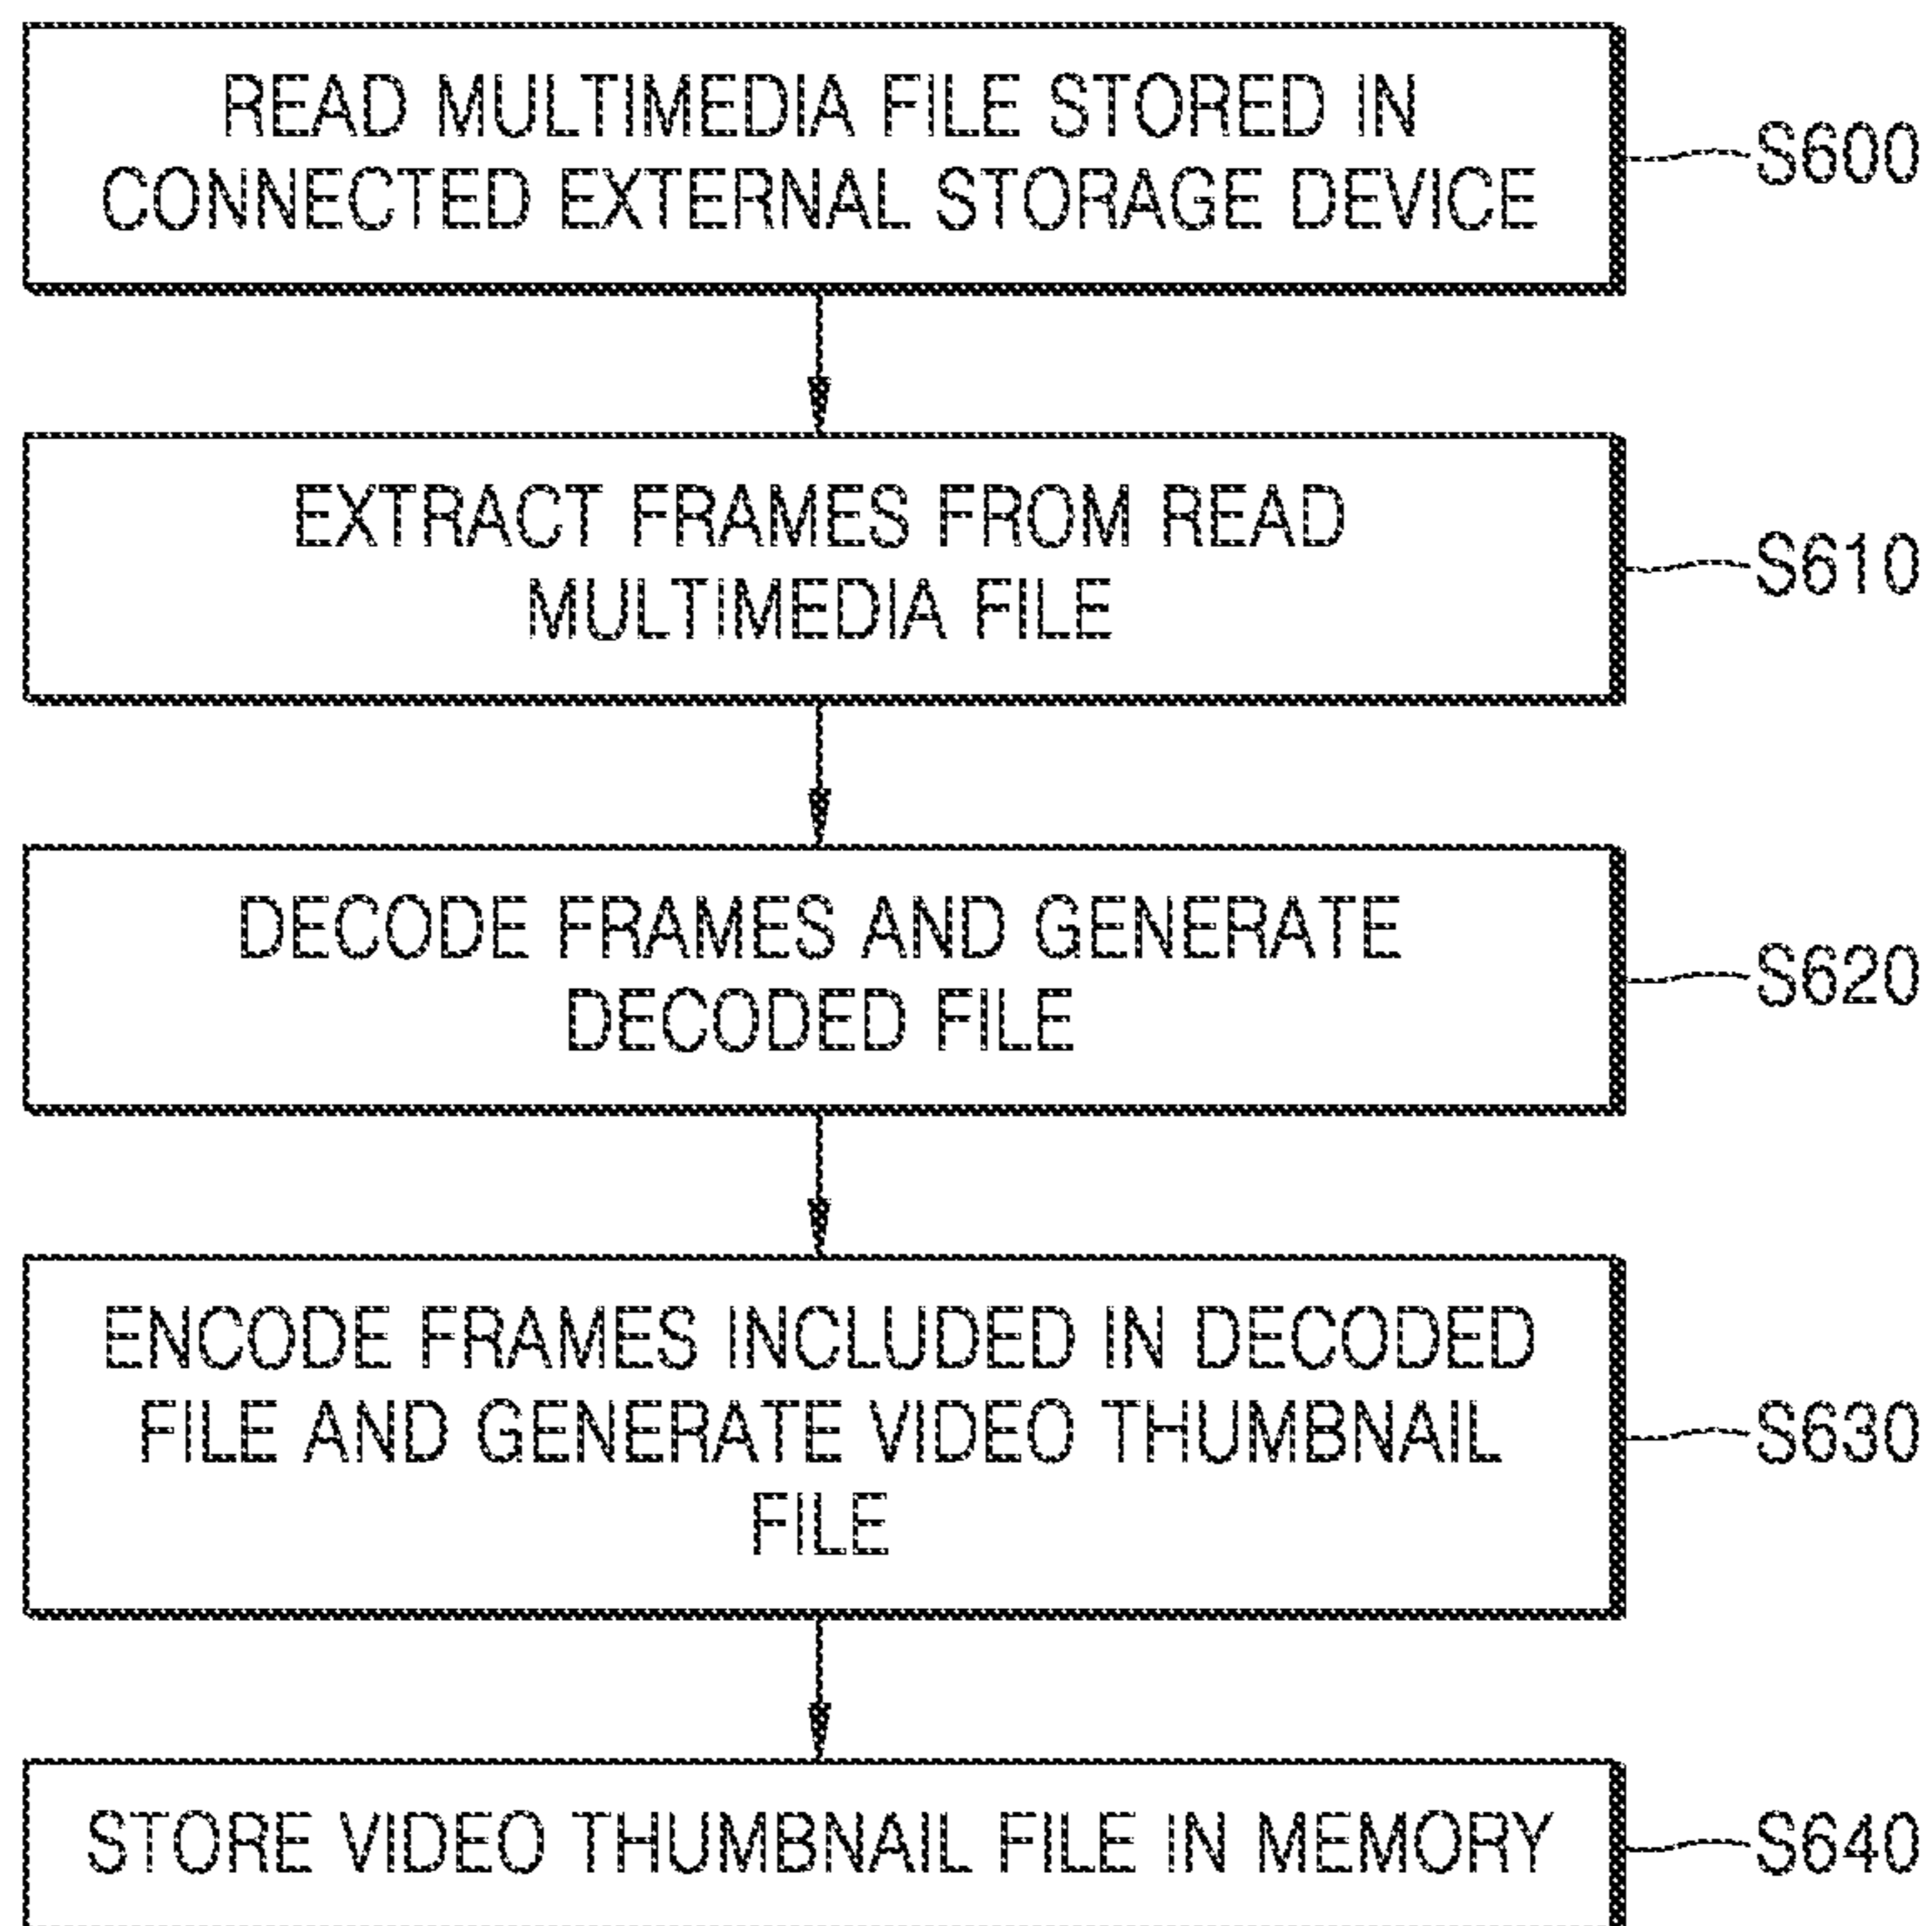 READ MULTIMEDIA FILE STORED IN
CONNECTED EXTERNAL STORAGE DEVICE
S600
EXTRACT FRAMES FROM READ
MULTIMEDIA FILE
S610
DECODE FRAMES AND GENERATE
DECODED FILE
S620
ENCODE FRAMES INCLUDED IN DECODED
FILE AND GENERATE VIDEO THUMBNAIL
FILE
S630
STORE VIDEO THUMBNAIL FILE IN MEMORY
S640